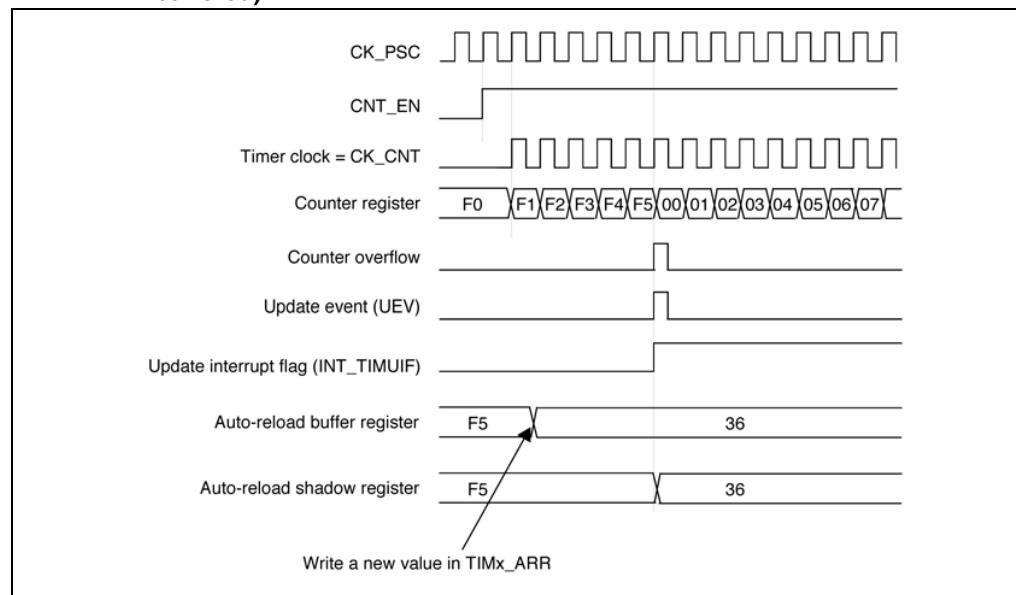 CK_PSC
CNT_EN
Timer clock = CK_CNT
Counter register F0 F1 F2 F3 F4 F5 00 01 02 03 04 05 06 07
Counter overflow
Update event (UEV)
Update interrupt flag (INT_TIMUIF)
Auto-reload buffer register F5 36
Auto-reload shadow register F5 36
Write a new value in TIMx_ARR